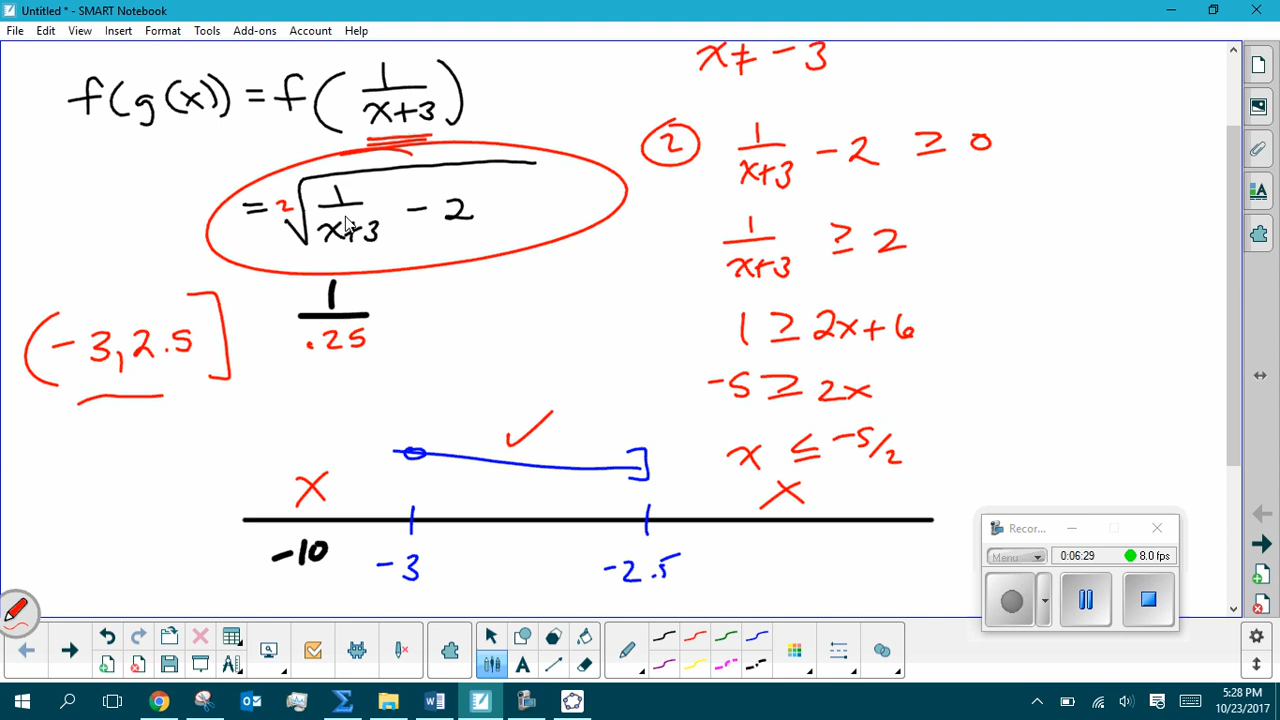 Untitled * - SMART Notebook
File Edit View Insert Format Tools Add-ons Account Help
f(g(x)) = f(1/(x+3))
= ²√(1/(x+3) - 2)
1/.25
(-3, 2.5]
x ≠ -3
② 1/(x+3) - 2 ≥ 0
1/(x+3) ≥ 2
1 ≥ 2x+6
-5 ≥ 2x
x ≤ -5/2
x ✓ x
-10 -3 -2.5
Recor...
Menu 0:06:29 8.0 fps
5:28 PM
10/23/2017